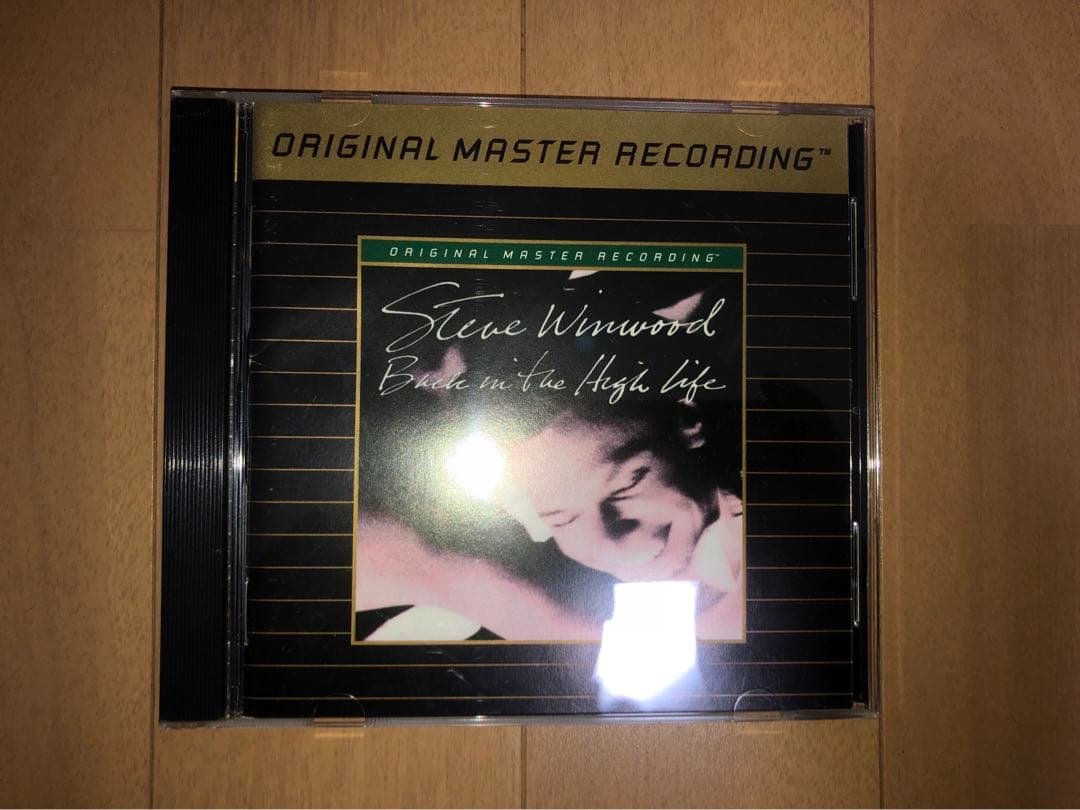 ORIGINAL MASTER RECORDING™
ORIGINAL MASTER RECORDING™
Steve Winwood
Back in the High Life